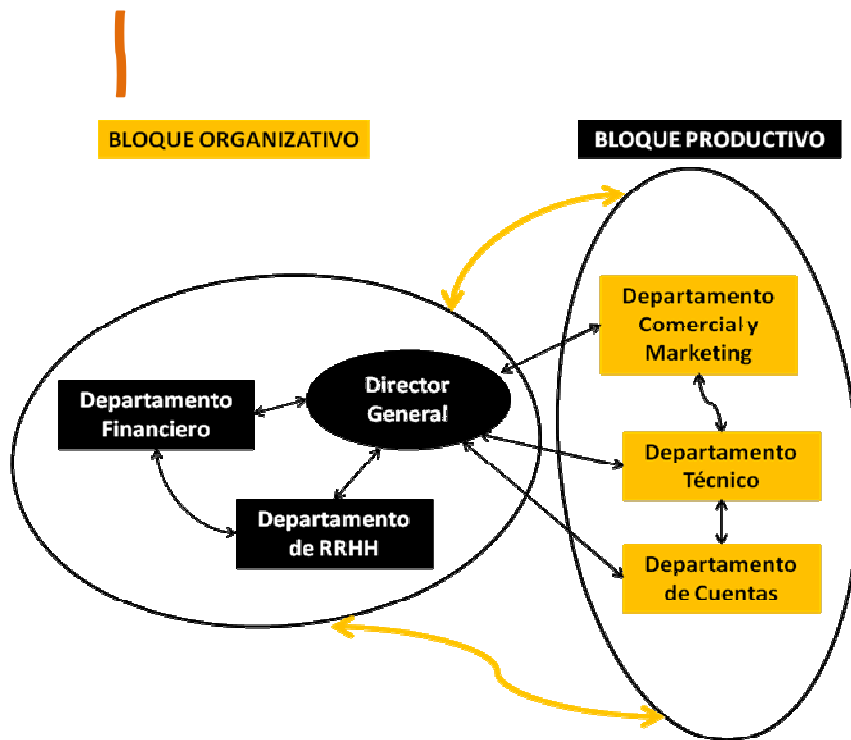 BLOQUE ORGANIZATIVO
BLOQUE PRODUCTIVO
Departamento
Comercial y
Marketing
Director
General
Departamento
Financiero
Departamento
Técnico
Departamento
de RRHH
Departamento
de Cuentas